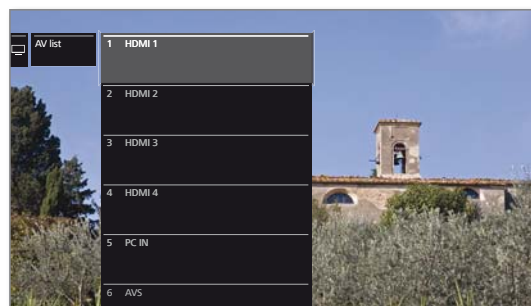 AV list
1 HDMI 1
2 HDMI 2
3 HDMI 3
4 HDMI 4
5 PC IN
6 AVS